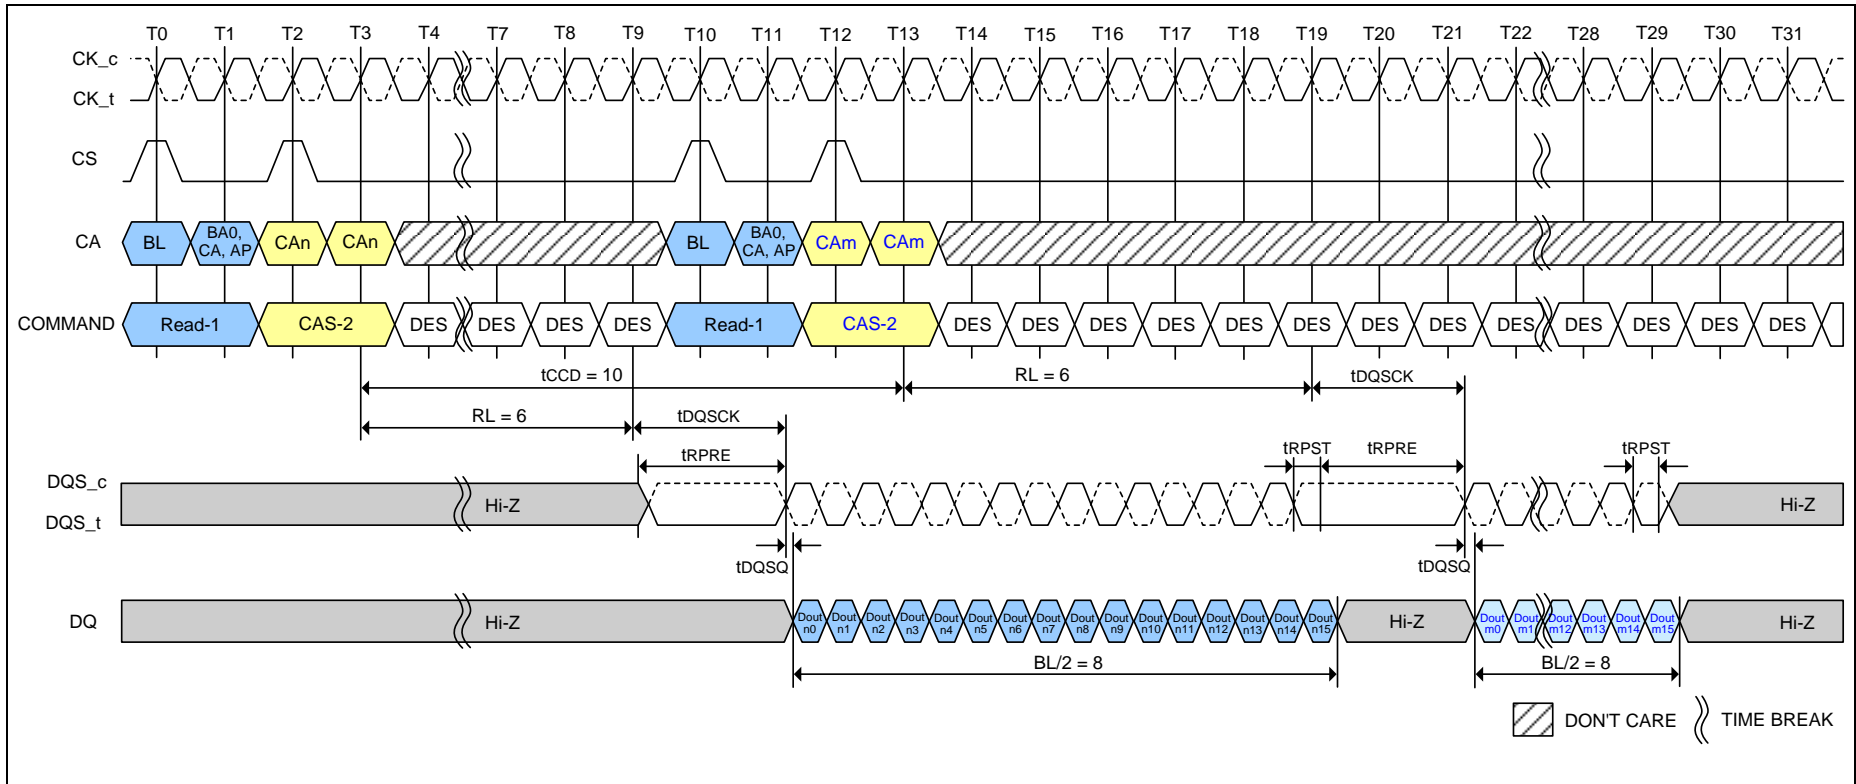 T0 T1 T2 T3 T4 T7 T8 T9 T10 T11 T12 T13 T14 T15 T16 T17 T18 T19 T20 T21 T22 T28 T29 T30 T31
CK_c
CK_t
CS
CA BL BA0, CA, AP CAn CAn BL BA0, CA, AP CAm CAm
COMMAND Read-1 CAS-2 DES DES DES DES Read-1 CAS-2 DES DES DES DES DES DES DES DES DES DES DES DES DES
tCCD = 10 RL = 6 tDQSCK
RL = 6 tDQSCK
tRPRE tRPST tRPRE tRPST
DQS_c
Hi-Z Hi-Z
DQS_t
tDQSQ tDQSQ
DQ Hi-Z Dout n0 Dout n1 Dout n2 Dout n3 Dout n4 Dout n5 Dout n6 Dout n7 Dout n8 Dout n9 Dout n10 Dout n11 Dout n12 Dout n13 Dout n14 Dout n15 Hi-Z Dout m0 Dout m1 Dout m12 Dout m13 Dout m14 Dout m15 Hi-Z
BL/2 = 8 BL/2 = 8
DON'T CARE TIME BREAK